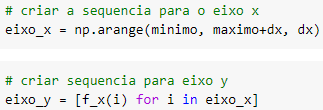 # criar a sequencia para o eixo x
eixo_x = np.arange(minimo, maximo+dx, dx)
# criar sequencia para eixo y
eixo_y = [f_x(i) for i in eixo_x]